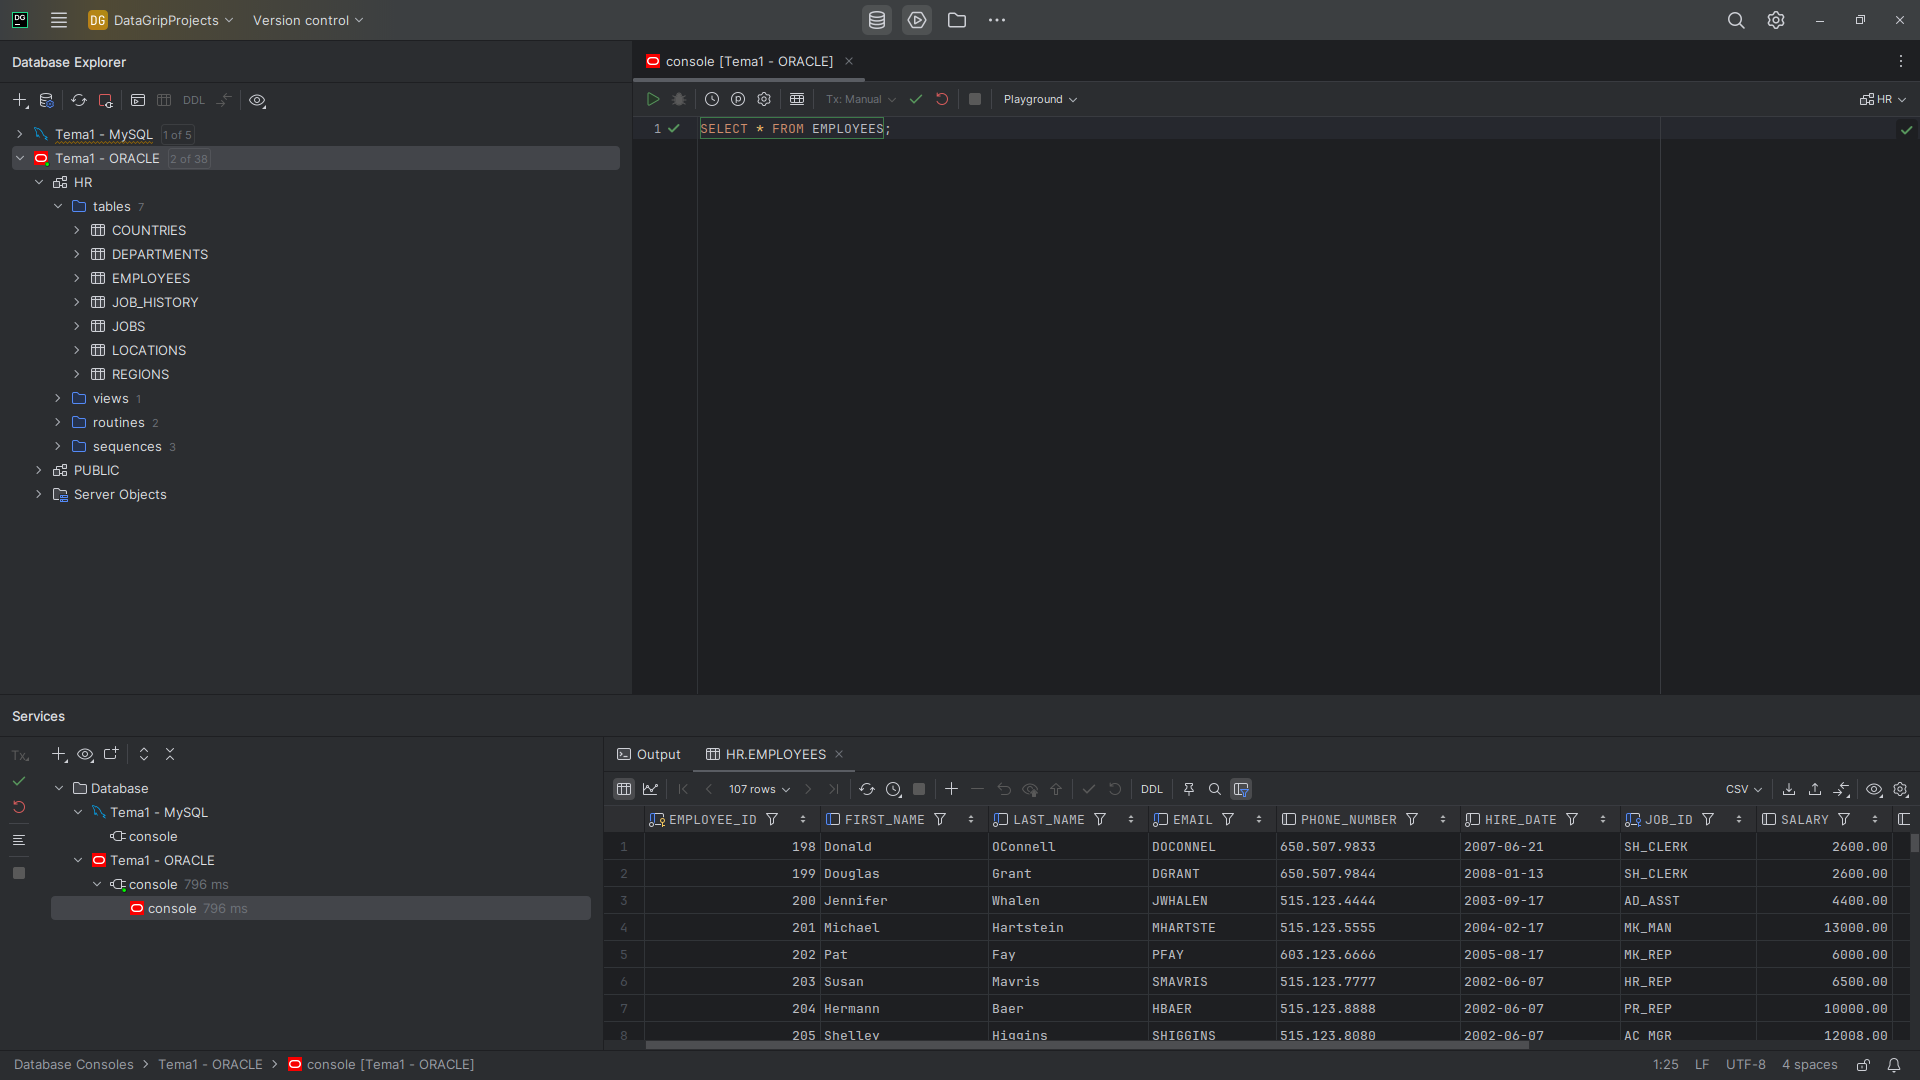 DG DG DataGripProjects Version control
Database Explorer
console [Tema1 - ORACLE]
DDL
Tx: Manual Playground HR
Tema1 - MySQL 1 of 5
Tema1 - ORACLE 2 of 38
HR
tables 7
COUNTRIES
DEPARTMENTS
EMPLOYEES
JOB_HISTORY
JOBS
LOCATIONS
REGIONS
views 1
routines 2
sequences 3
PUBLIC
Server Objects
1 SELECT * FROM EMPLOYEES;
Services
Tx
Database
Tema1 - MySQL
console
Tema1 - ORACLE
console 796 ms
console 796 ms
Output HR.EMPLOYEES
107 rows DDL CSV
EMPLOYEE_ID FIRST_NAME LAST_NAME EMAIL PHONE_NUMBER HIRE_DATE JOB_ID SALARY
1 198 Donald OConnell DOCONNEL 650.507.9833 2007-06-21 SH_CLERK 2600.00
2 199 Douglas Grant DGRANT 650.507.9844 2008-01-13 SH_CLERK 2600.00
3 200 Jennifer Whalen JWHALEN 515.123.4444 2003-09-17 AD_ASST 4400.00
4 201 Michael Hartstein MHARTSTE 515.123.5555 2004-02-17 MK_MAN 13000.00
5 202 Pat Fay PFAY 603.123.6666 2005-08-17 MK_REP 6000.00
6 203 Susan Mavris SMAVRIS 515.123.7777 2002-06-07 HR_REP 6500.00
7 204 Hermann Baer HBAER 515.123.8888 2002-06-07 PR_REP 10000.00
8 205 Shelley Higgins SHIGGINS 515.123.8080 2002-06-07 AC_MGR 12008.00
Database Consoles > Tema1 - ORACLE > console [Tema1 - ORACLE]
1:25 LF UTF-8 4 spaces